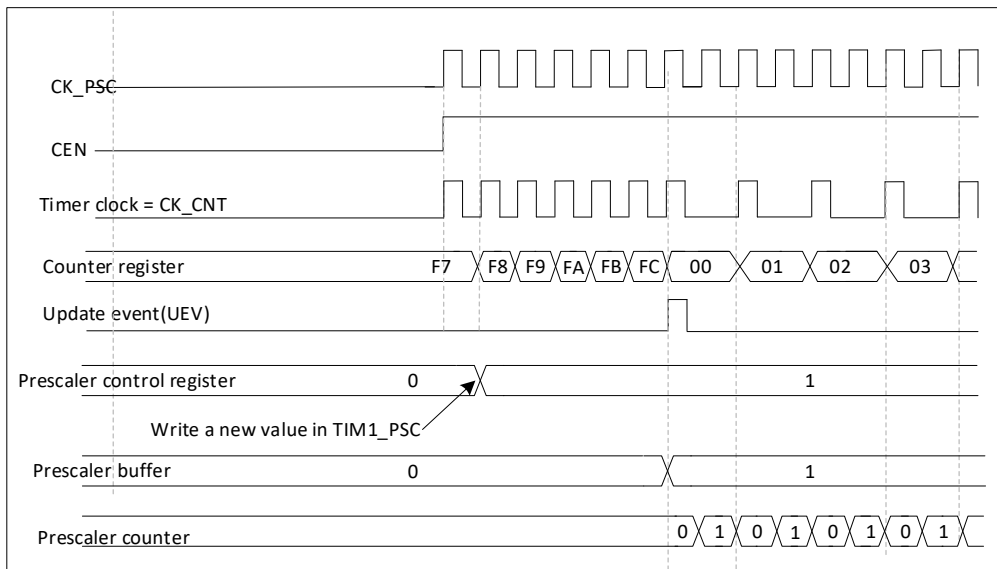 CK_PSC
CEN
Timer clock = CK_CNT
Counter register F7 F8 F9 FA FB FC 00 01 02 03
Update event(UEV)
Prescaler control register 0 1
Write a new value in TIM1_PSC
Prescaler buffer 0 1
Prescaler counter 0 1 0 1 0 1 0 1